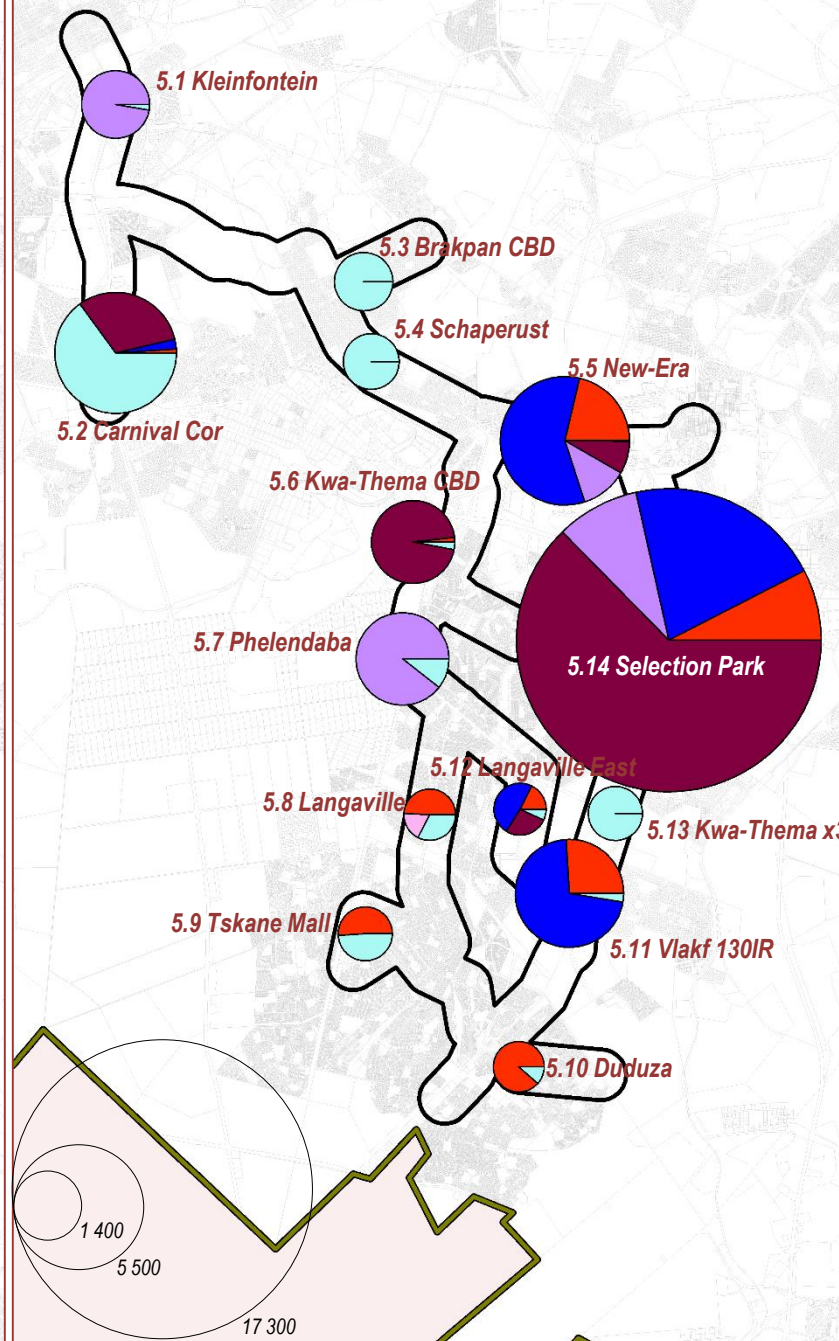 5.1 Kleinfontein
5.3 Brakpan CBD
5.4 Schaperust
5.5 New-Era
5.2 Carnival Cor
5.6 Kwa-Thema CBD
5.7 Phelendaba
5.14 Selection Park
5.12 Langaville East
5.8 Langaville
5.13 Kwa-Thema x3
5.9 Tskane Mall
5.11 Vlakf 130IR
5.10 Duduza
1 400
5 500
17 300